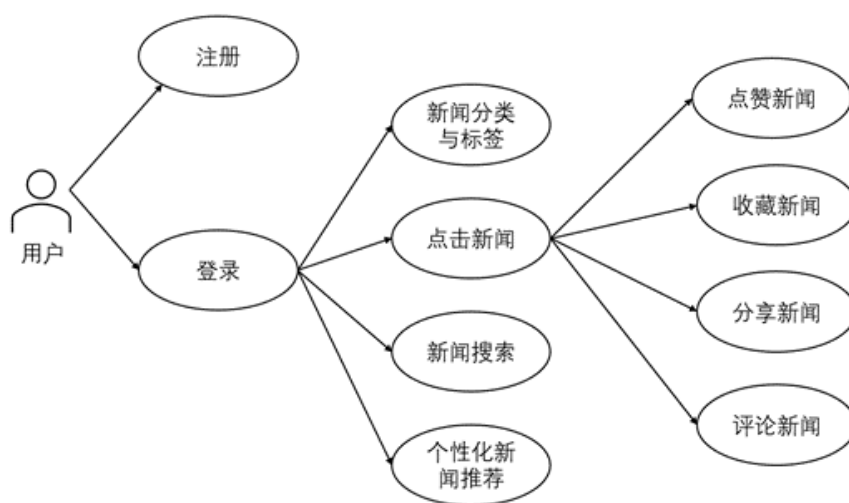 注册
用户
登录
新闻分类
与标签
点击新闻
新闻搜索
个性化新
闻推荐
点赞新闻
收藏新闻
分享新闻
评论新闻